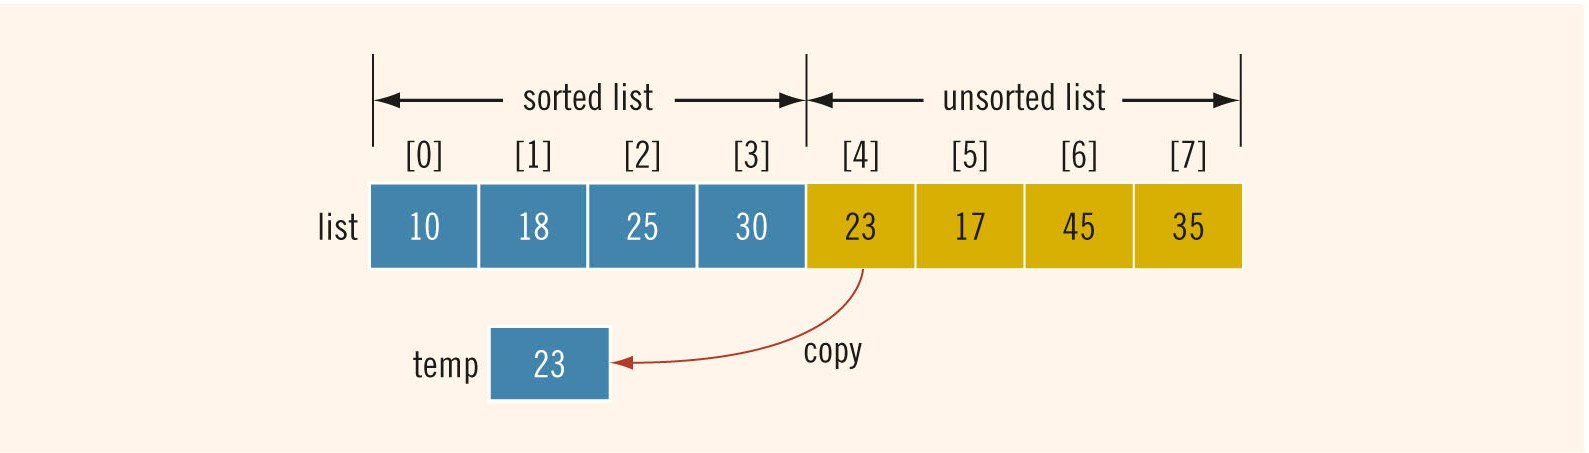 sorted list unsorted list
[0] [1] [2] [3] [4] [5] [6] [7]
list 10 18 25 30 23 17 45 35
temp 23 copy